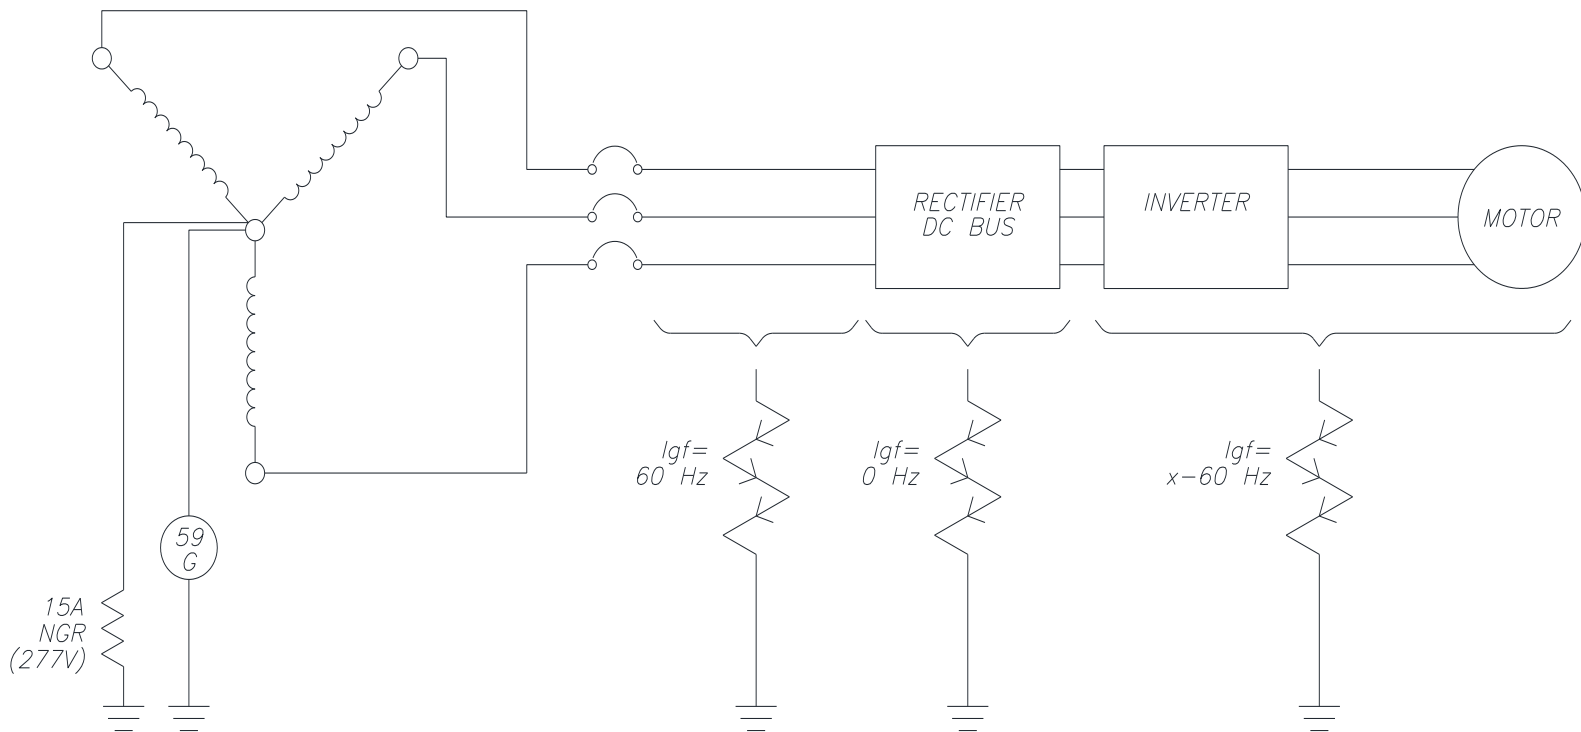 RECTIFIER
DC BUS
INVERTER
MOTOR
Igf=
60 Hz
Igf=
0 Hz
Igf=
x-60 Hz
59
G
15A
NGR
(277V)